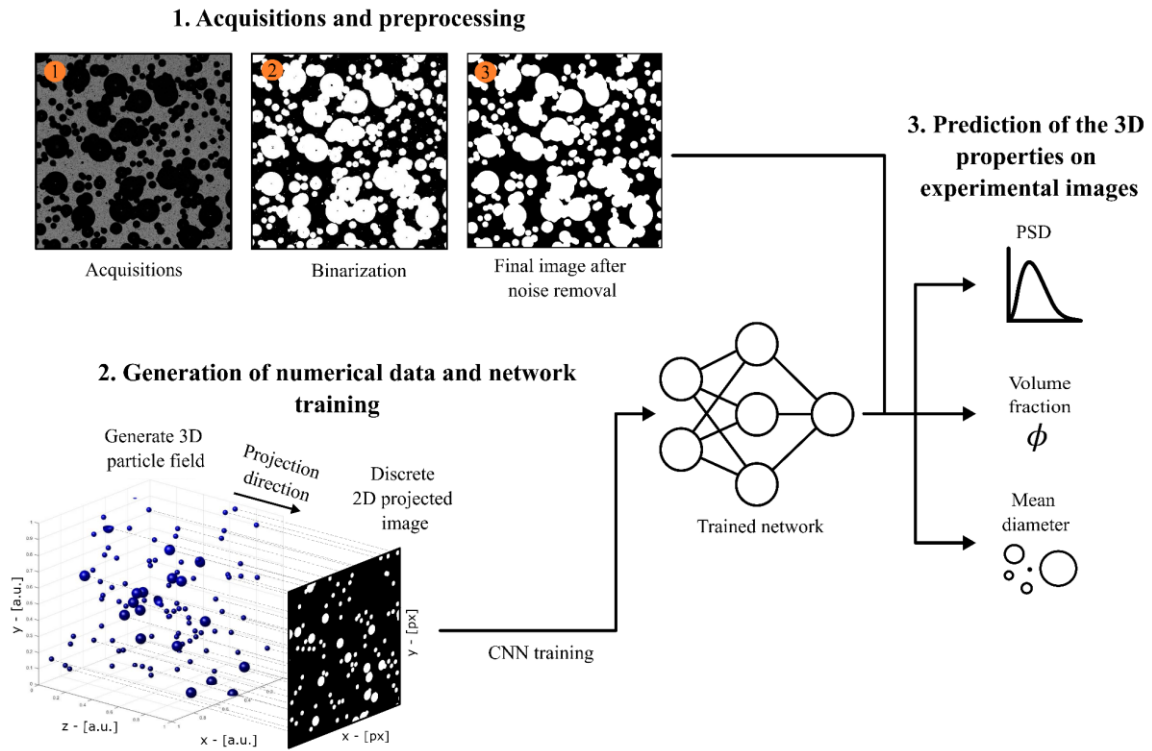 1. Acquisitions and preprocessing
1
2
3
Acquisitions
Binarization
Final image after
noise removal
2. Generation of numerical data and network
training
Generate 3D
particle field
Projection
direction
Discrete
2D projected
image
y - [a.u.]
z - [a.u.]
x - [a.u.]
x - [px]
y - [px]
CNN training
Trained network
3. Prediction of the 3D
properties on
experimental images
PSD
Volume
fraction
ϕ
Mean
diameter